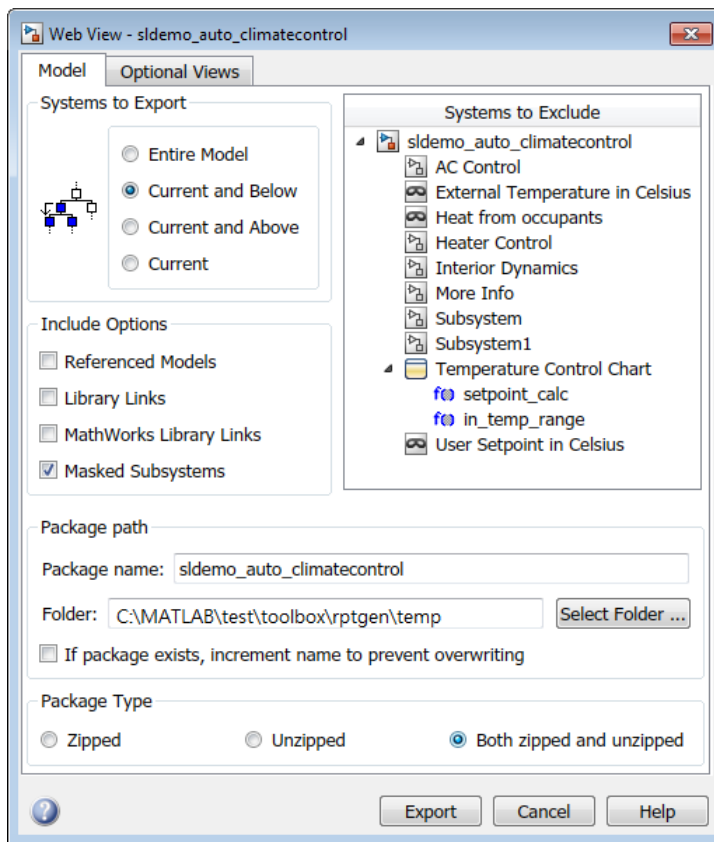 Web View - sldemo_auto_climatecontrol
Model
Optional Views
Systems to Export
Entire Model
Current and Below
Current and Above
Current
Include Options
Referenced Models
Library Links
MathWorks Library Links
Masked Subsystems
Systems to Exclude
sldemo_auto_climatecontrol
AC Control
External Temperature in Celsius
Heat from occupants
Heater Control
Interior Dynamics
More Info
Subsystem
Subsystem1
Temperature Control Chart
f() setpoint_calc
f() in_temp_range
User Setpoint in Celsius
Package path
Package name: sldemo_auto_climatecontrol
Folder: C:\MATLAB\test\toolbox\rptgen\temp Select Folder ...
If package exists, increment name to prevent overwriting
Package Type
Zipped Unzipped Both zipped and unzipped
? Export Cancel Help